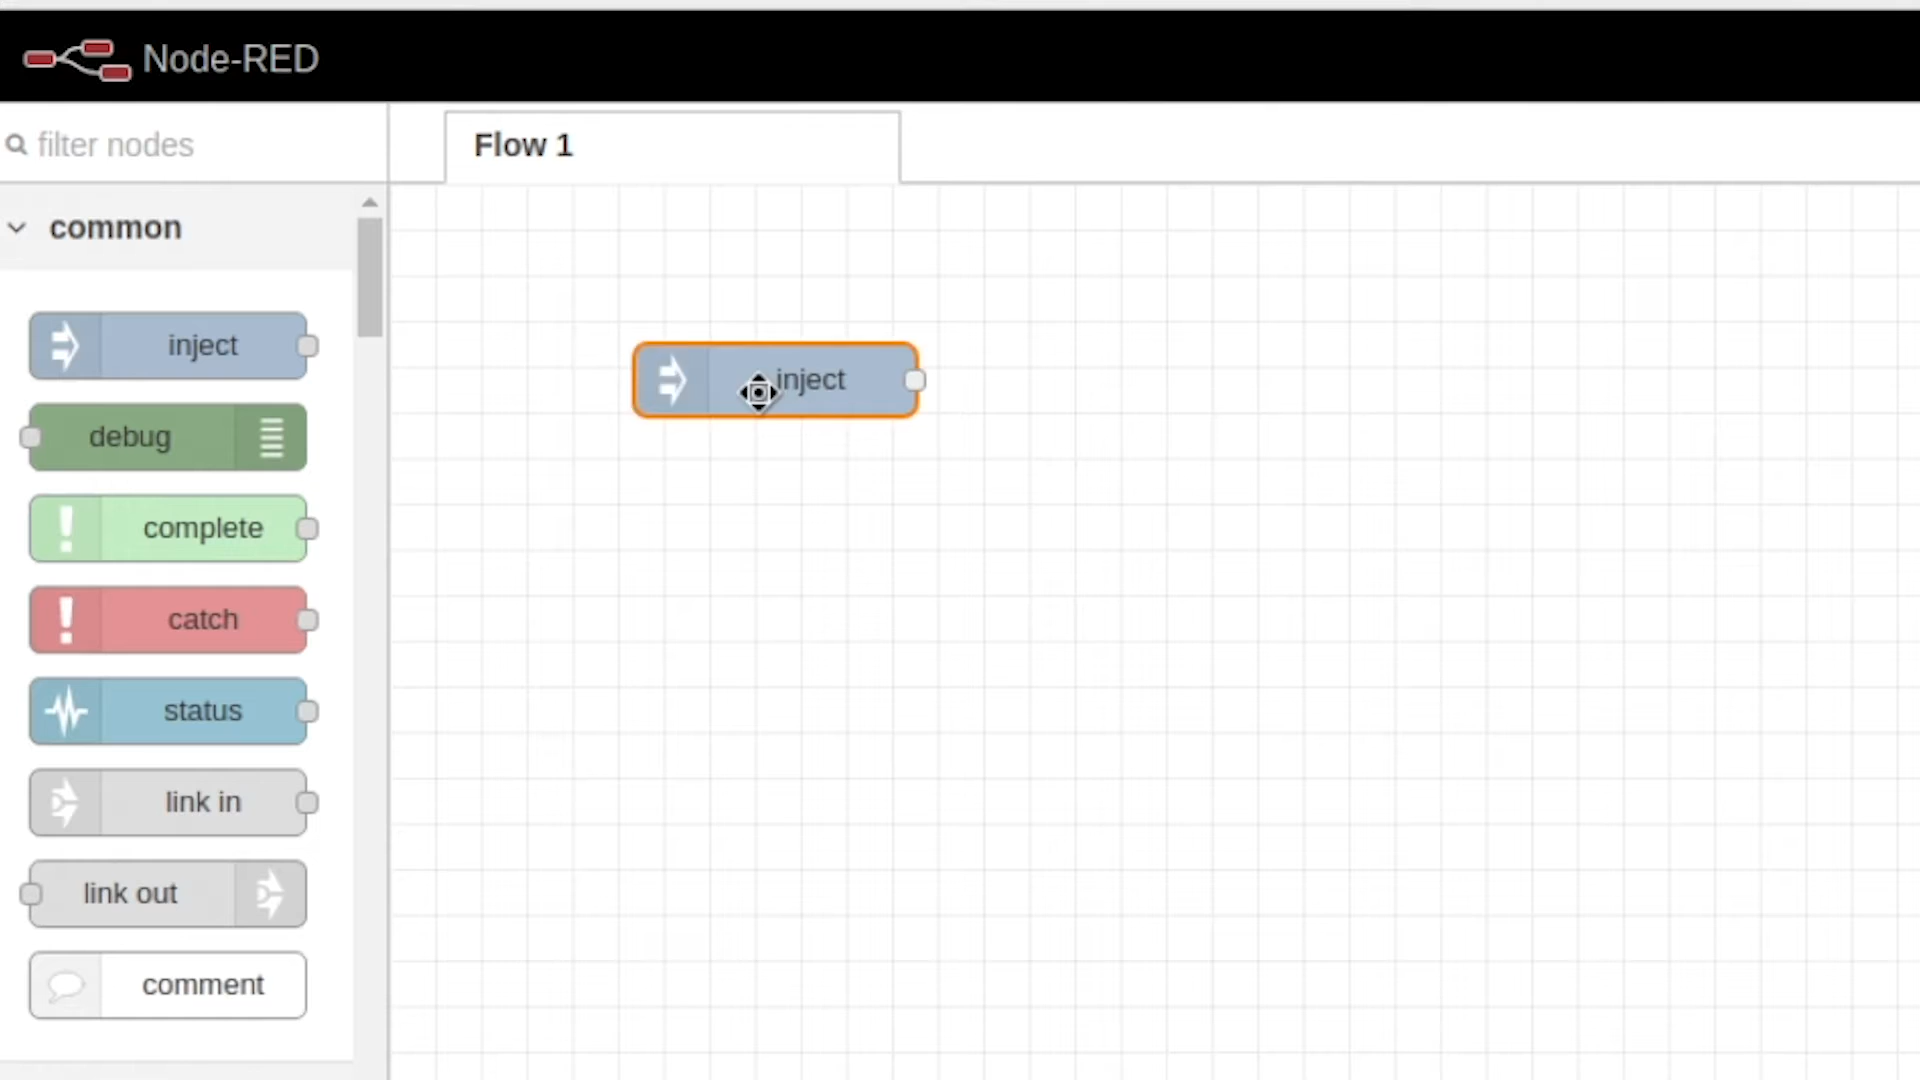 Node-RED
filter nodes
Flow 1
common
inject
inject
debug
complete
catch
status
link in
link out
comment